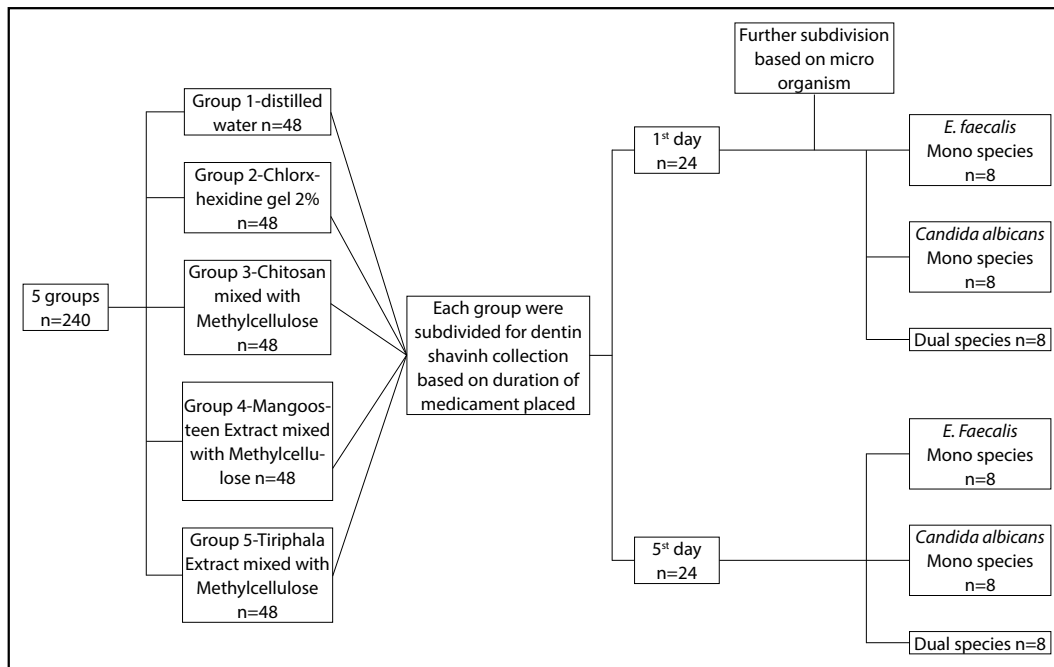 5 groups
n=240
Group 1-distilled
water n=48
Group 2-Chlorx-
hexidine gel 2%
n=48
Group 3-Chitosan
mixed with
Methylcellulose
n=48
Group 4-Mangoos-
teen Extract mixed
with Methylcellu-
lose n=48
Group 5-Tiriphala
Extract mixed with
Methylcellulose
n=48
Each group were
subdivided for dentin
shavinh collection
based on duration of
medicament placed
Further subdivision
based on micro
organism
1st day
n=24
E. faecalis
Mono species
n=8
Candida albicans
Mono species
n=8
Dual species n=8
5st day
n=24
E. Faecalis
Mono species
n=8
Candida albicans
Mono species
n=8
Dual species n=8